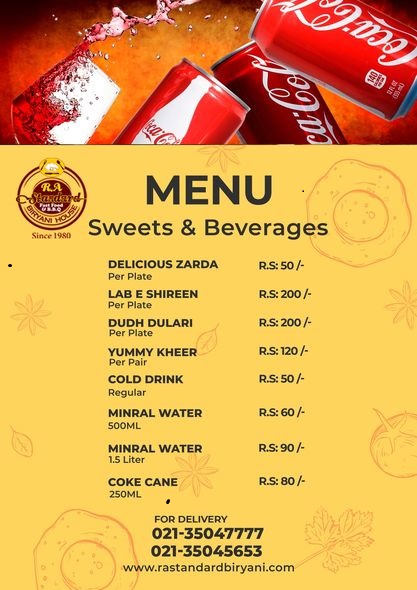 Coca-Cola
Coca-Cola
Coca-Cola
140
R.A
Standard
Fast Food
& B.B.Q
BIRYANI HOUSE
Since 1980
MENU
Sweets & Beverages
DELICIOUS ZARDA R.S: 50 /-
Per Plate
LAB E SHIREEN R.S: 200 /-
Per Plate
DUDH DULARI R.S: 200 /-
Per Plate
YUMMY KHEER R.S: 120 /-
Per Pair
COLD DRINK R.S: 50 /-
Regular
MINRAL WATER R.S: 60 /-
500ML
MINRAL WATER R.S: 90 /-
1.5 Liter
COKE CANE R.S: 80 /-
250ML
FOR DELIVERY
021-35047777
021-35045653
www.rastandardbiryani.com